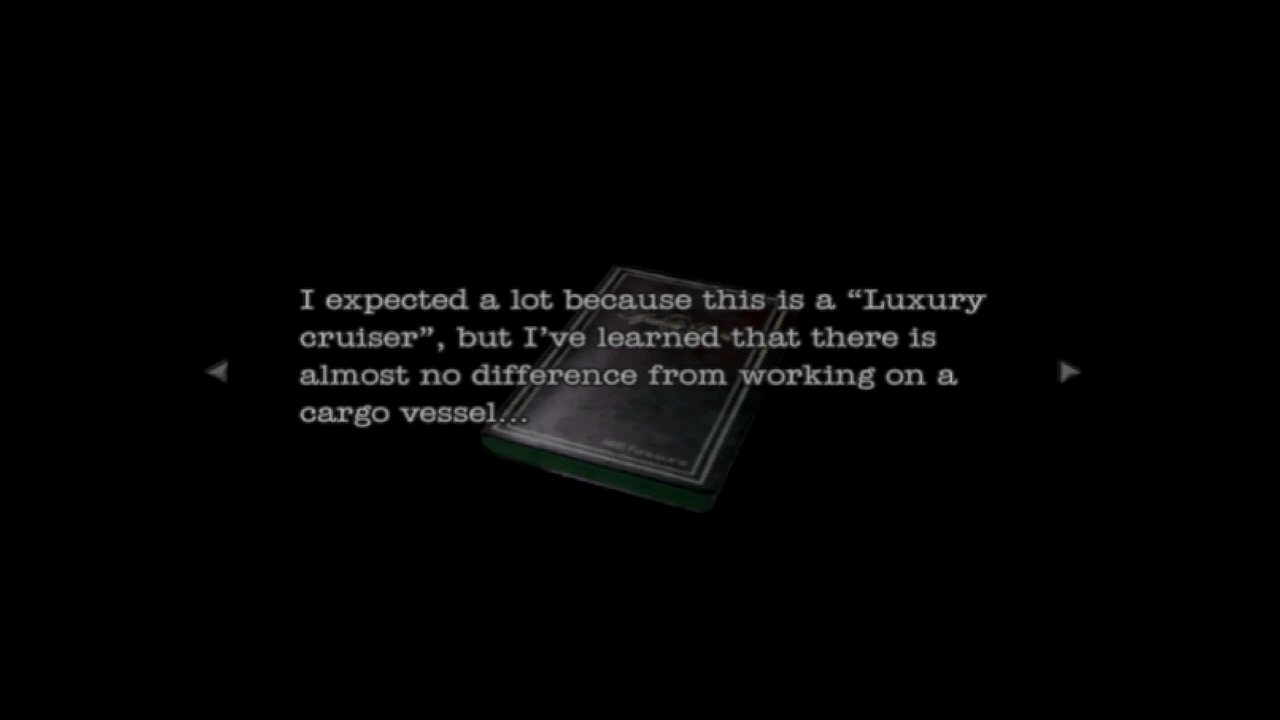 I expected a lot because this is a “Luxury
cruiser”, but I’ve learned that there is
almost no difference from working on a
cargo vessel...